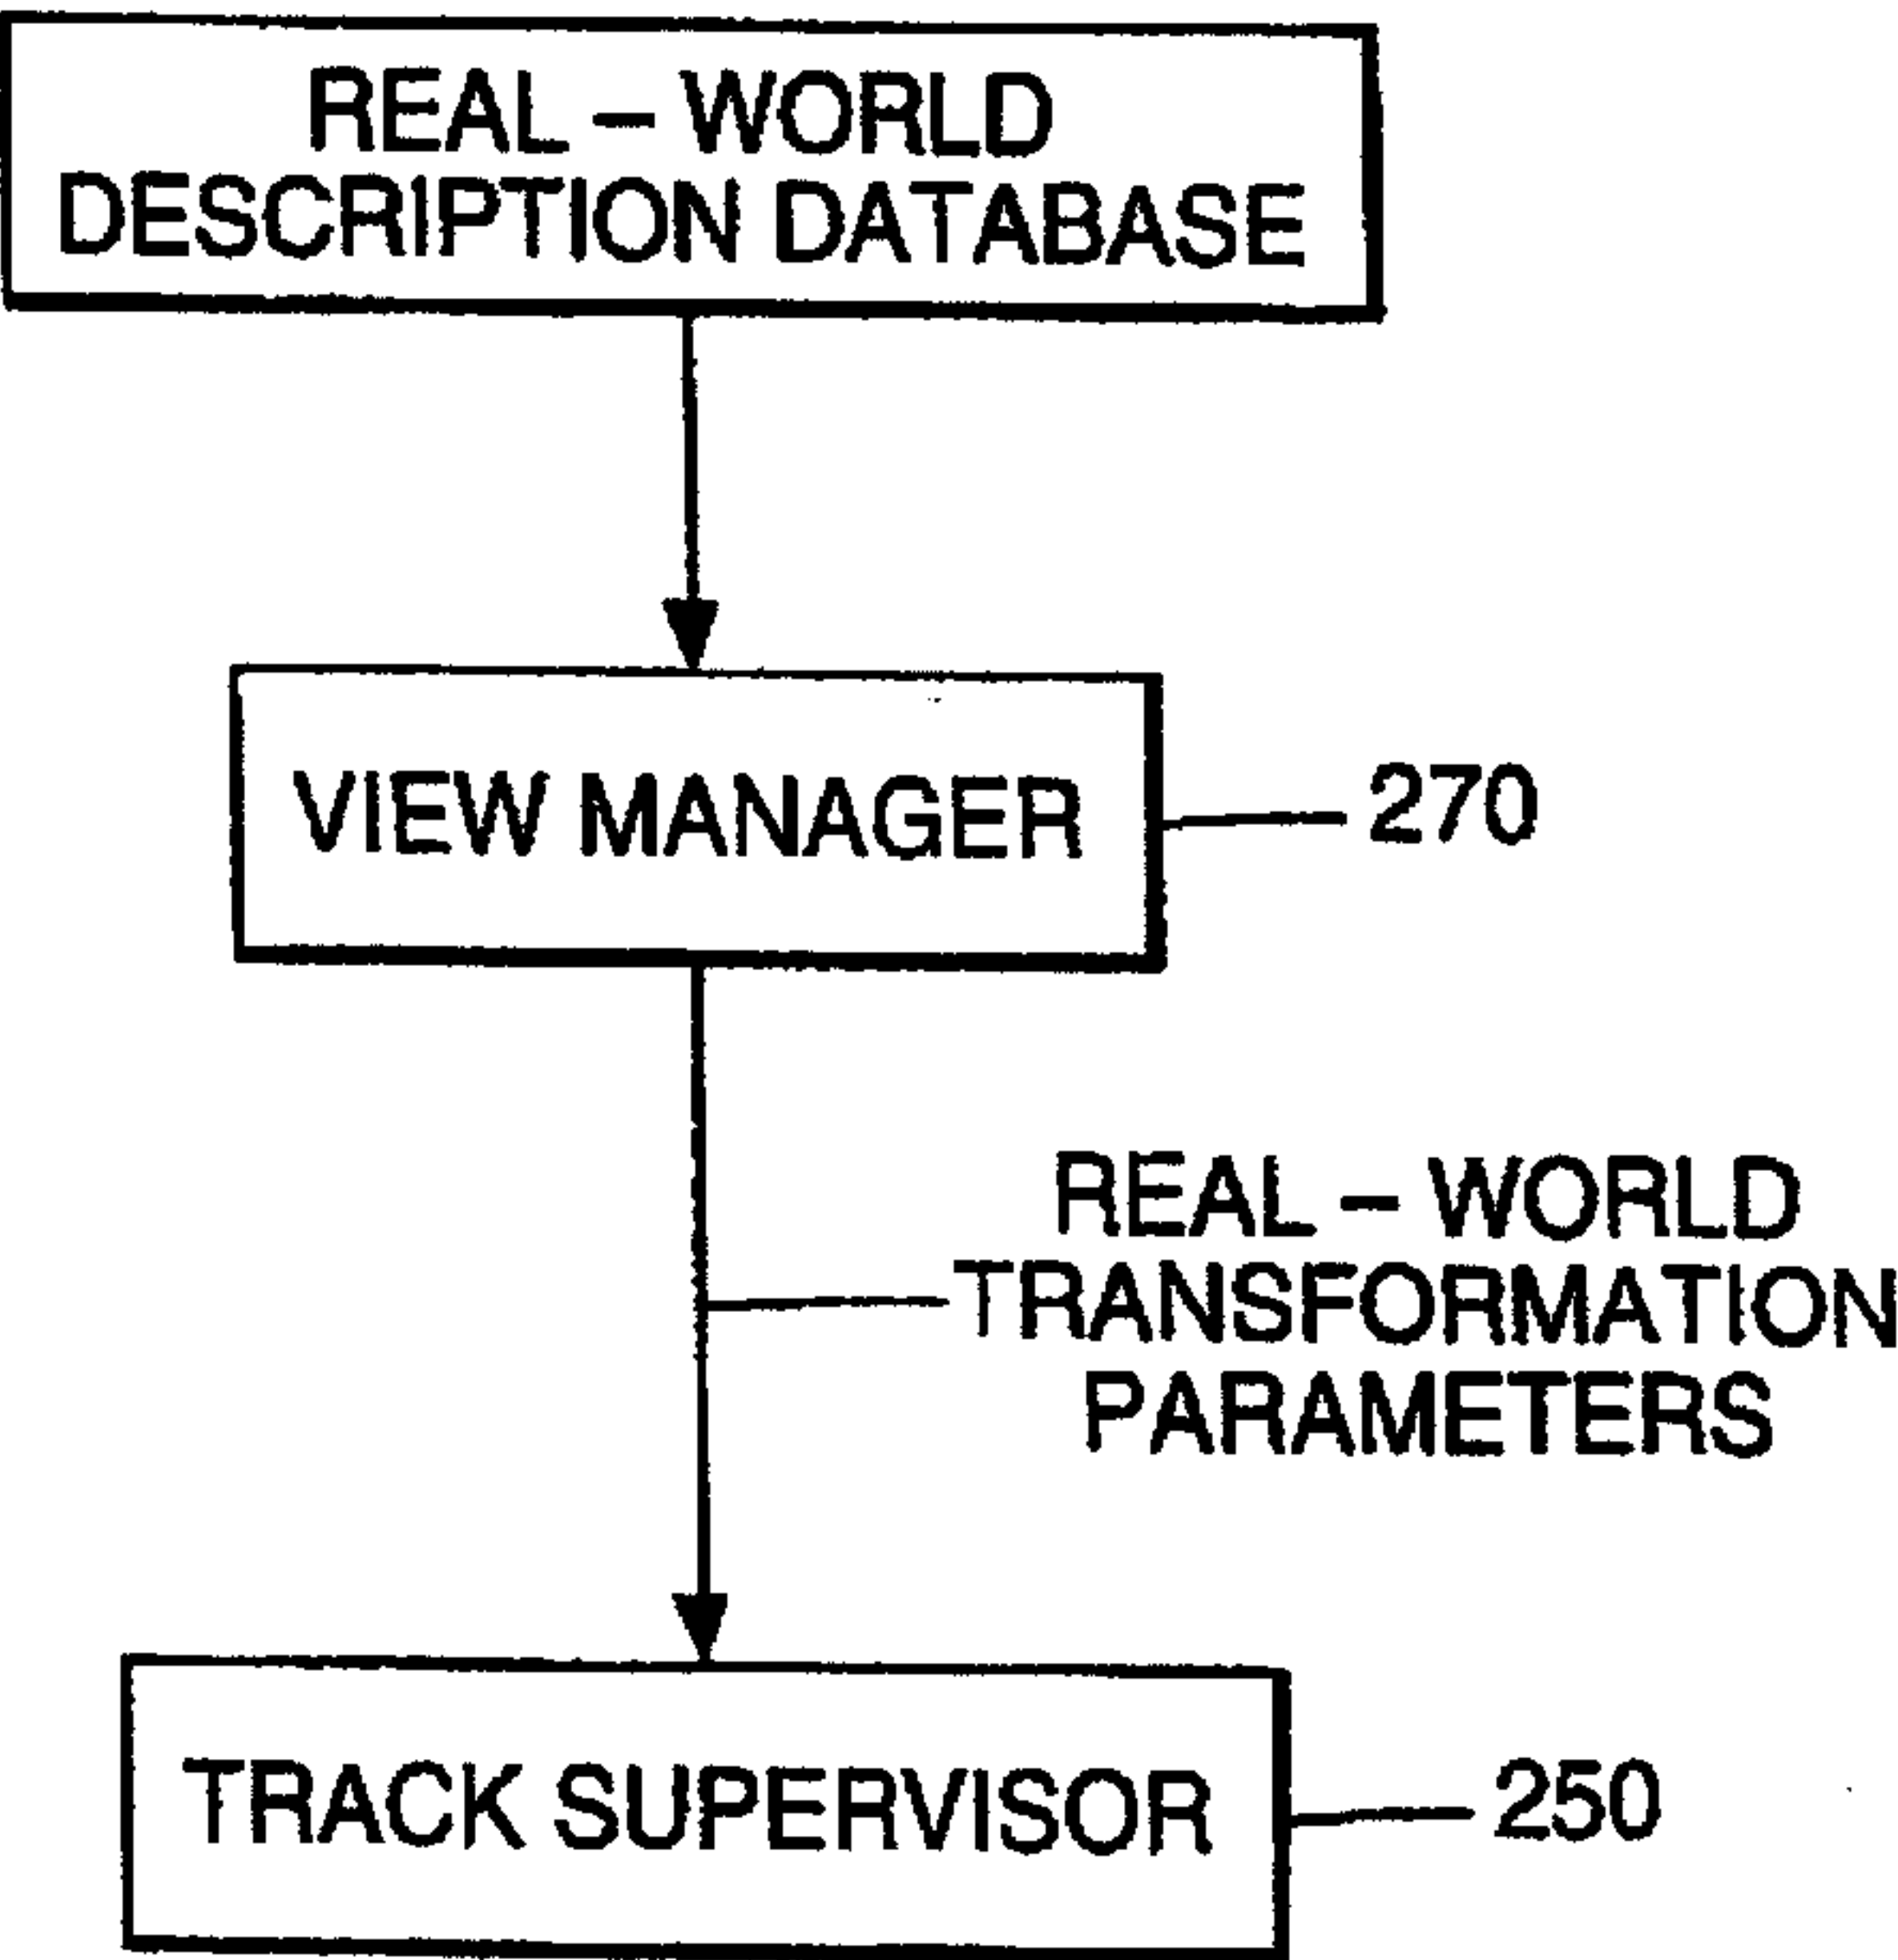 REAL - WORLD
DESCRIPTION DATABASE
VIEW MANAGER
270
REAL - WORLD
TRANSFORMATION
PARAMETERS
TRACK SUPERVISOR
250